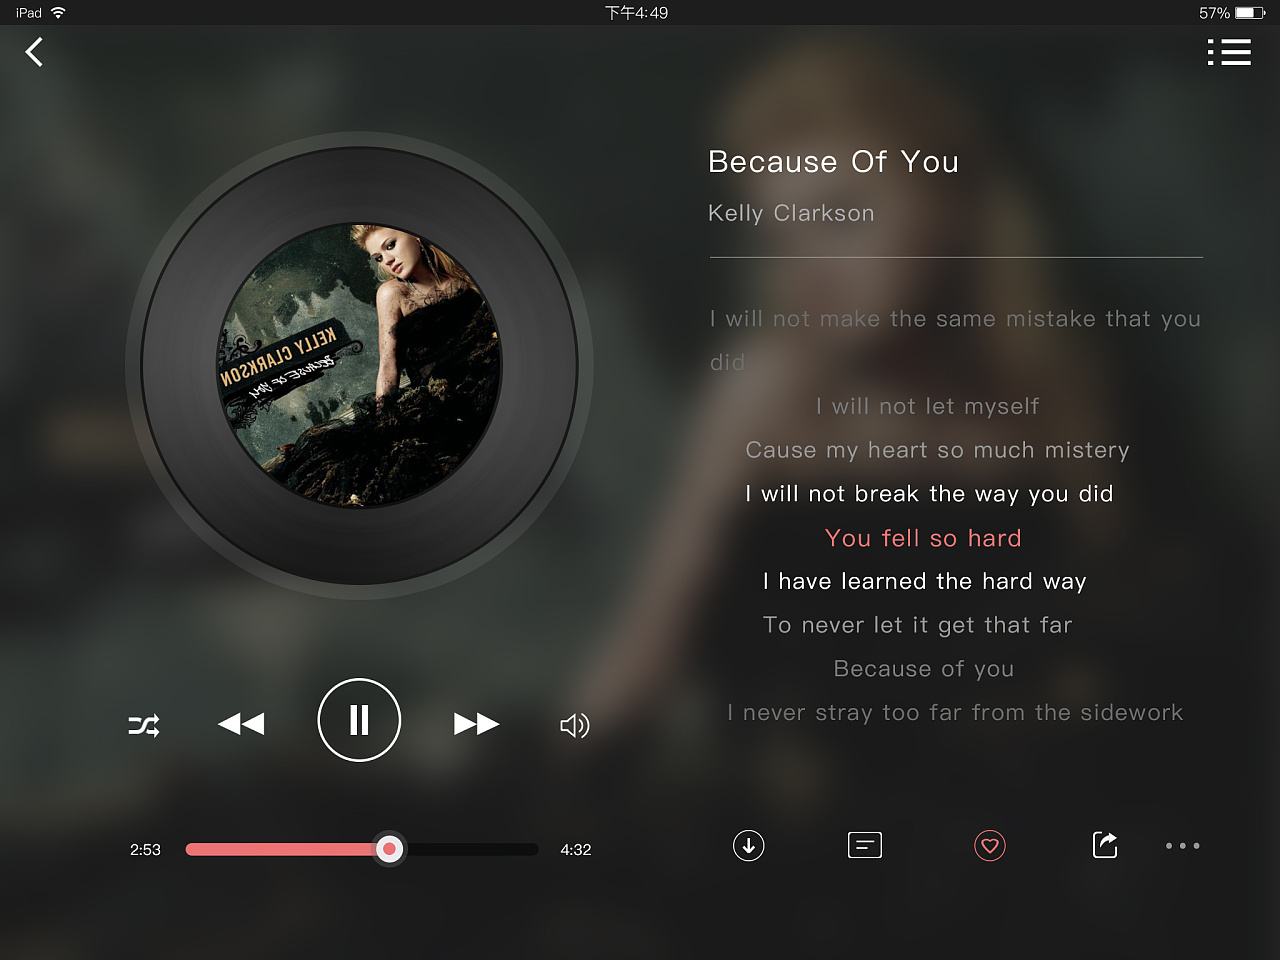 iPad 下午4:49 57%
Because Of You
Kelly Clarkson
KELLY CLARKSON
BECAUSE OF YOU
I will not make the same mistake that you
did
I will not let myself
Cause my heart so much mistery
I will not break the way you did
You fell so hard
I have learned the hard way
To never let it get that far
Because of you
I never stray too far from the sidework
2:53 4:32